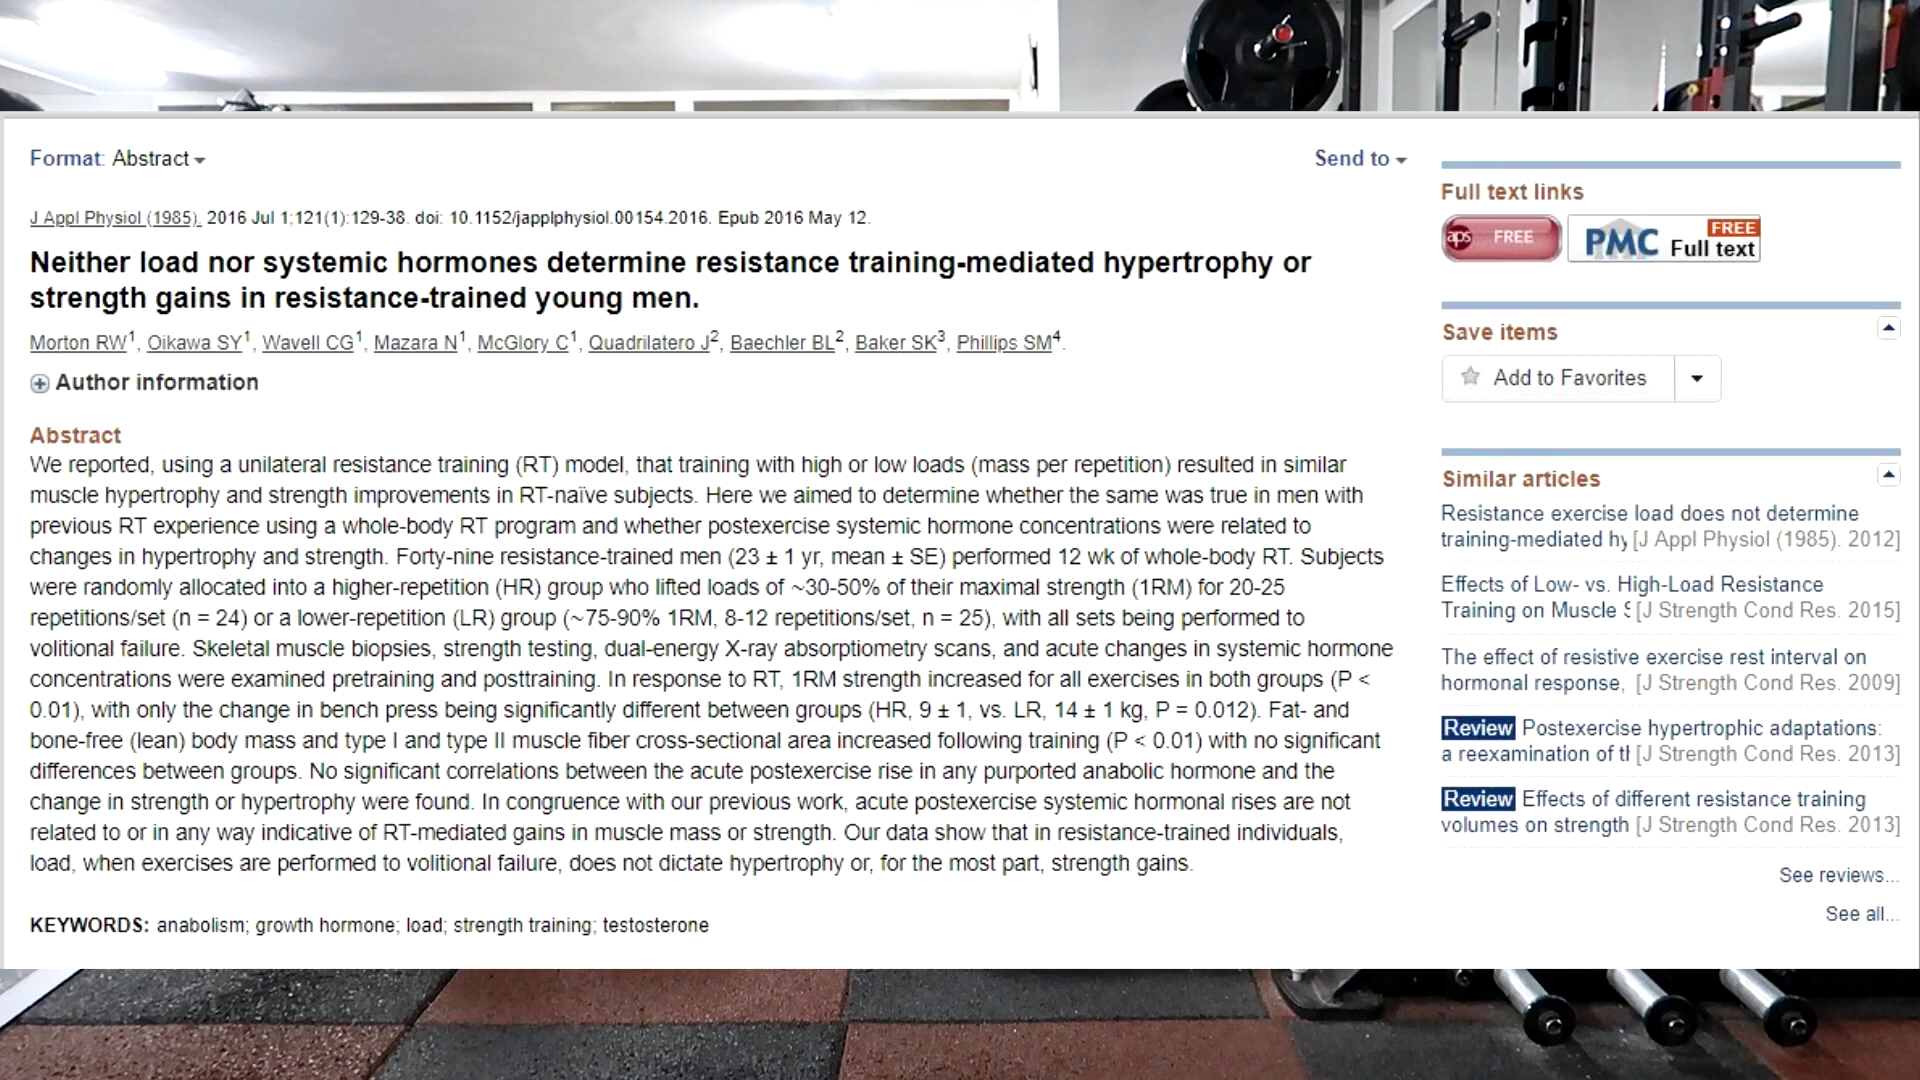 Format: Abstract
Send to
J Appl Physiol (1985). 2016 Jul 1;121(1):129-38. doi: 10.1152/japplphysiol.00154.2016. Epub 2016 May 12.
Neither load nor systemic hormones determine resistance training-mediated hypertrophy or
strength gains in resistance-trained young men.
Morton RW1, Oikawa SY1, Wavell CG1, Mazara N1, McGlory C1, Quadrilatero J2, Baechler BL2, Baker SK3, Phillips SM4.
Author information
Abstract
We reported, using a unilateral resistance training (RT) model, that training with high or low loads (mass per repetition) resulted in similar
muscle hypertrophy and strength improvements in RT-naïve subjects. Here we aimed to determine whether the same was true in men with
previous RT experience using a whole-body RT program and whether postexercise systemic hormone concentrations were related to
changes in hypertrophy and strength. Forty-nine resistance-trained men (23 ± 1 yr, mean ± SE) performed 12 wk of whole-body RT. Subjects
were randomly allocated into a higher-repetition (HR) group who lifted loads of ~30-50% of their maximal strength (1RM) for 20-25
repetitions/set (n = 24) or a lower-repetition (LR) group (~75-90% 1RM, 8-12 repetitions/set, n = 25), with all sets being performed to
volitional failure. Skeletal muscle biopsies, strength testing, dual-energy X-ray absorptiometry scans, and acute changes in systemic hormone
concentrations were examined pretraining and posttraining. In response to RT, 1RM strength increased for all exercises in both groups (P <
0.01), with only the change in bench press being significantly different between groups (HR, 9 ± 1, vs. LR, 14 ± 1 kg, P = 0.012). Fat- and
bone-free (lean) body mass and type I and type II muscle fiber cross-sectional area increased following training (P < 0.01) with no significant
differences between groups. No significant correlations between the acute postexercise rise in any purported anabolic hormone and the
change in strength or hypertrophy were found. In congruence with our previous work, acute postexercise systemic hormonal rises are not
related to or in any way indicative of RT-mediated gains in muscle mass or strength. Our data show that in resistance-trained individuals,
load, when exercises are performed to volitional failure, does not dictate hypertrophy or, for the most part, strength gains.
KEYWORDS: anabolism; growth hormone; load; strength training; testosterone
Full text links
aps FREE
PMC FREE Full text
Save items
Add to Favorites
Similar articles
Resistance exercise load does not determine
training-mediated hy [J Appl Physiol (1985). 2012]
Effects of Low- vs. High-Load Resistance
Training on Muscle S [J Strength Cond Res. 2015]
The effect of resistive exercise rest interval on
hormonal response, [J Strength Cond Res. 2009]
Review Postexercise hypertrophic adaptations:
a reexamination of th [J Strength Cond Res. 2013]
Review Effects of different resistance training
volumes on strength [J Strength Cond Res. 2013]
See reviews...
See all...
7
6